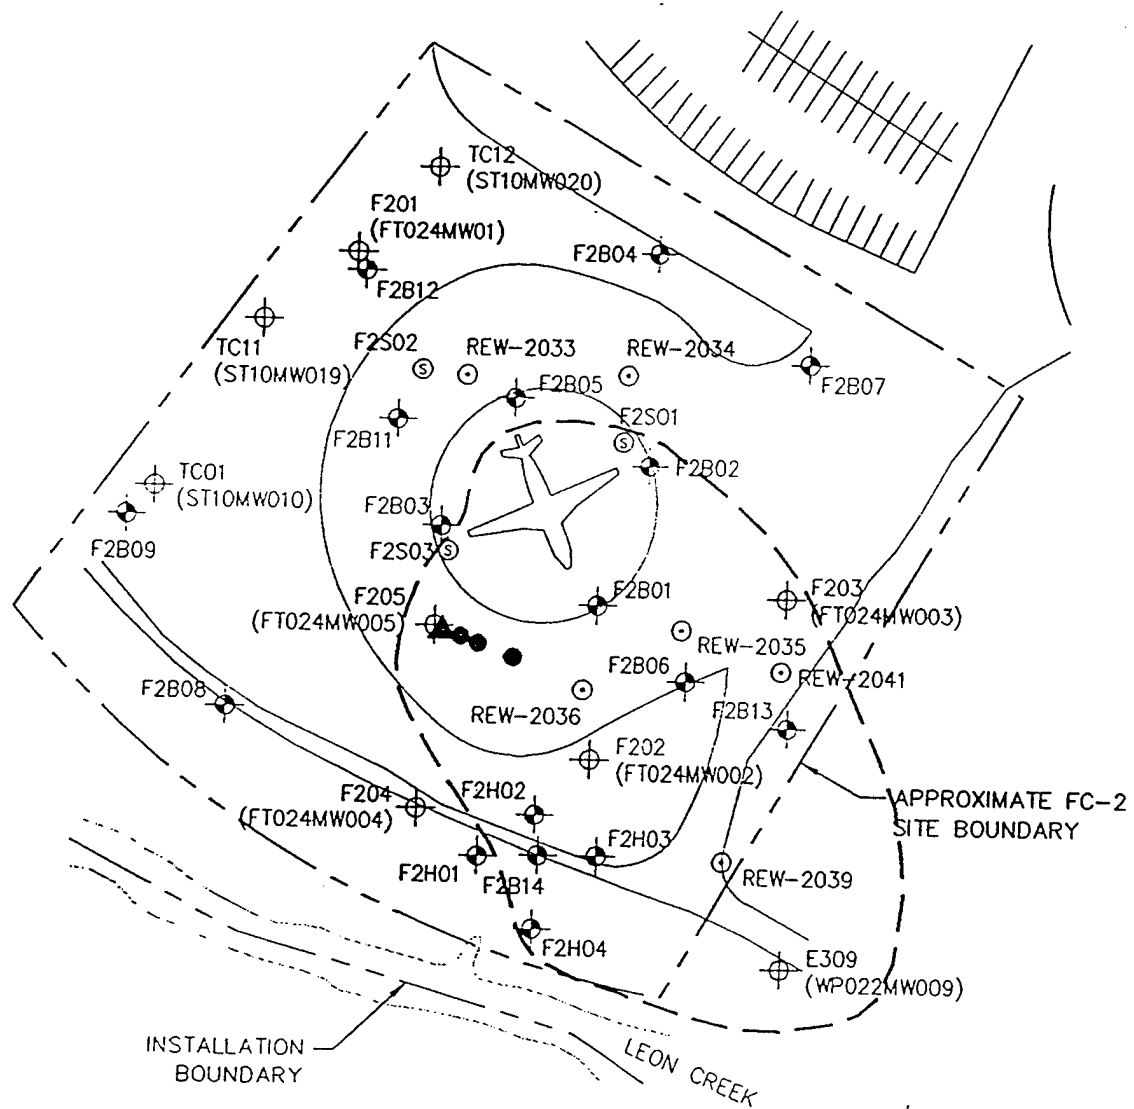 TC12
(ST10MW020)
F201
(FT024MW01)
F2B04
F2B12
TC11
(ST10MW019)
F2S02
REW-2033
REW-2034
F2B05
F2B07
F2S01
F2B11
F2B02
TC01
(ST10MW010)
F2B03
F2B09
F2S03
F205
(FT024MW005)
F2B01
F203
(FT024MW003)
REW-2035
F2B06
REW-2041
F2B08
REW-2036
F2B13
F202
(FT024MW002)
F204
(FT024MW004)
F2H02
APPROXIMATE FC-2
SITE BOUNDARY
F2H03
F2H01
F2B14
REW-2039
F2H04
E309
(WP022MW009)
INSTALLATION
BOUNDARY
LEON CREEK
S
S
S